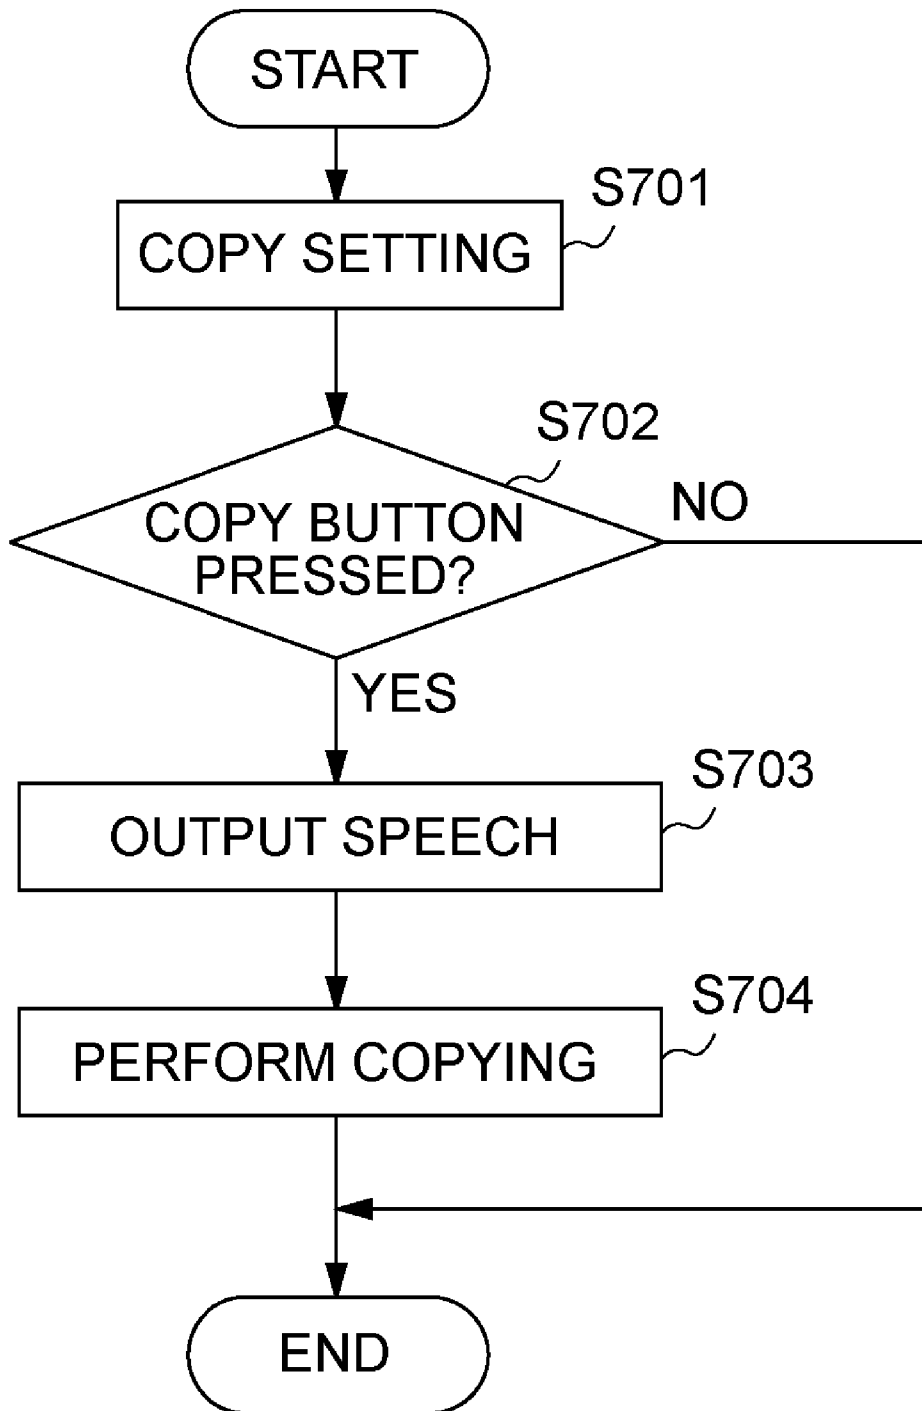 START
S701
COPY SETTING
S702
NO
COPY BUTTON
PRESSED?
YES
S703
OUTPUT SPEECH
S704
PERFORM COPYING
END